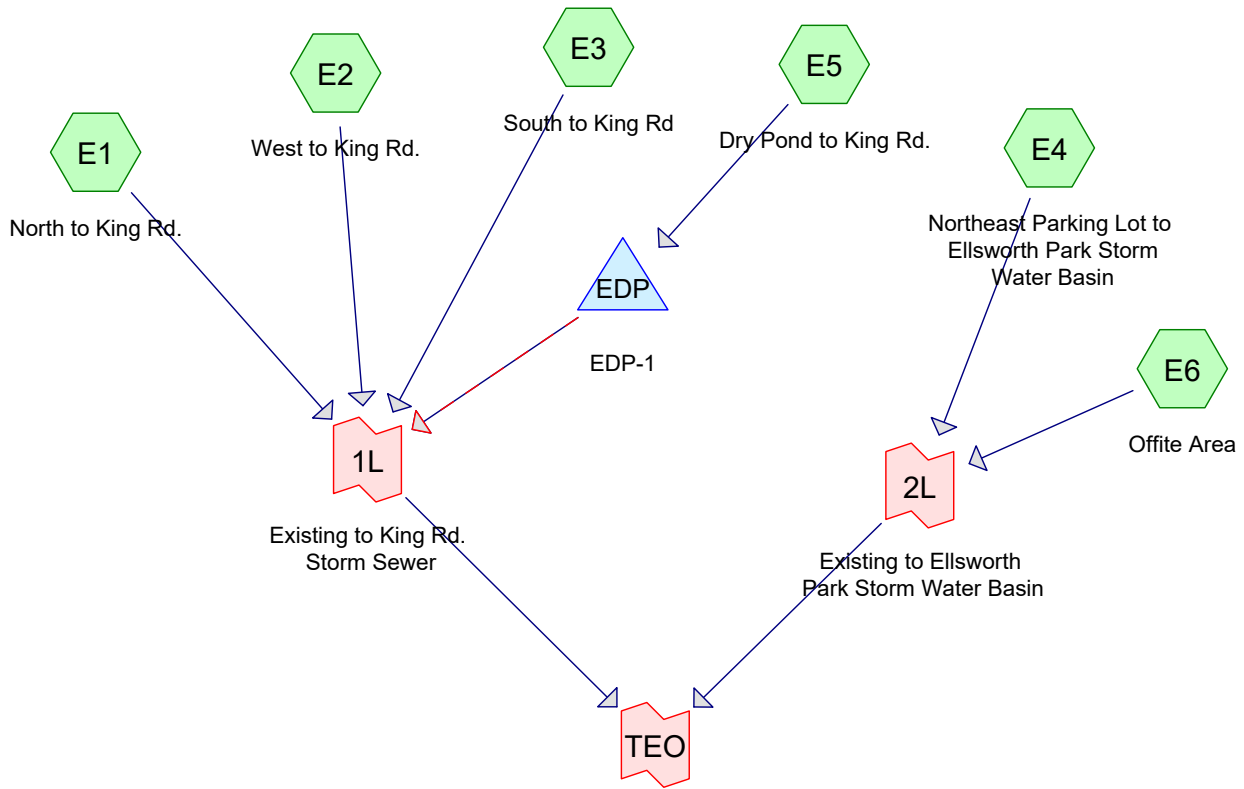 E3
E5
E2
South to King Rd
Dry Pond to King Rd.
E1
West to King Rd.
E4
North to King Rd.
Northeast Parking Lot to
Ellsworth Park Storm
Water Basin
EDP
EDP-1
E6
Offite Area
1L
2L
Existing to King Rd.
Storm Sewer
Existing to Ellsworth
Park Storm Water Basin
TEO